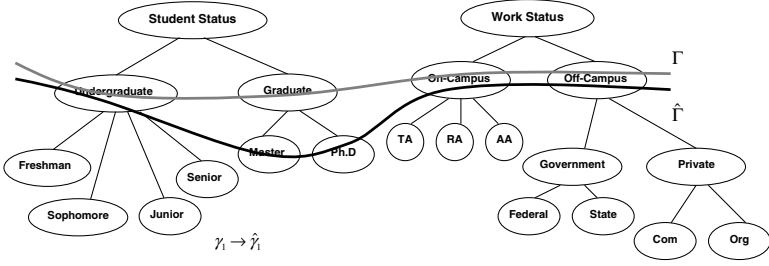 Student Status
Work Status
Γ
Undergraduate
Graduate
On-Campus
Off-Campus
Γ̂
Freshman
Sophomore
Junior
Senior
Master
Ph.D
TA
RA
AA
Government
Private
Federal
State
Com
Org
γ₁ → γ̂₁